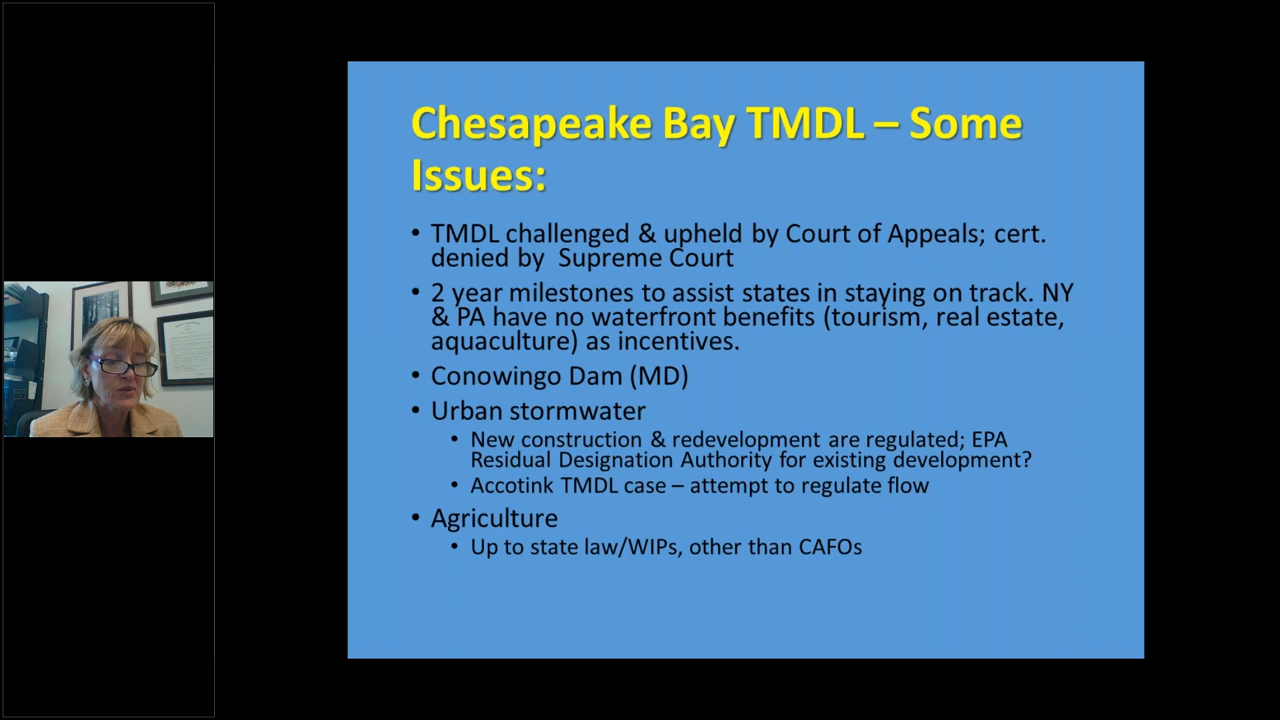 Chesapeake Bay TMDL – Some
Issues:
• TMDL challenged & upheld by Court of Appeals; cert.
denied by Supreme Court
• 2 year milestones to assist states in staying on track. NY
& PA have no waterfront benefits (tourism, real estate,
aquaculture) as incentives.
• Conowingo Dam (MD)
• Urban stormwater
• New construction & redevelopment are regulated; EPA
Residual Designation Authority for existing development?
• Accotink TMDL case – attempt to regulate flow
• Agriculture
• Up to state law/WIPs, other than CAFOs